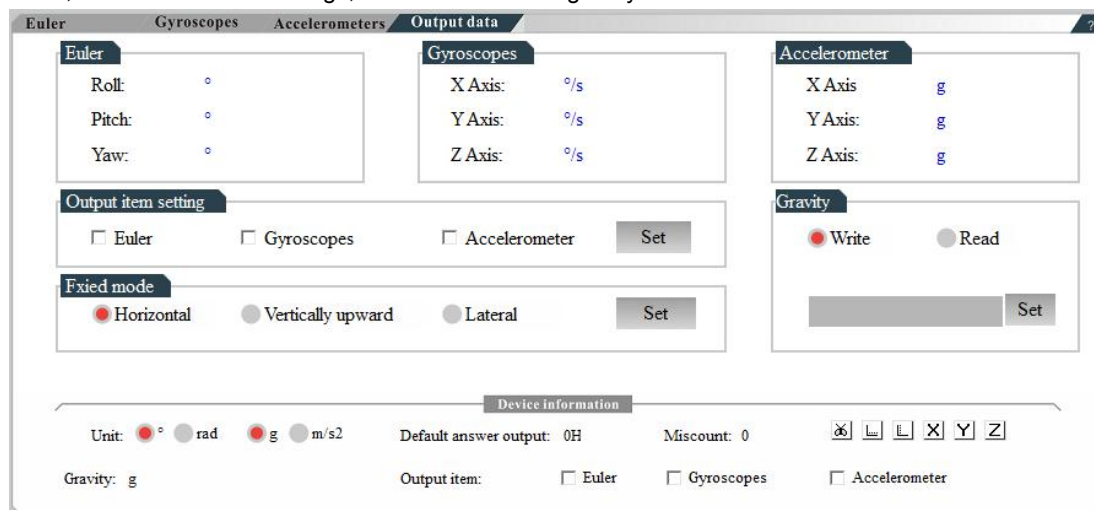 Euler Gyroscopes Accelerometers Output data ?
Euler Gyroscopes Accelerometer
Roll: ° X Axis: °/s X Axis g
Pitch: ° Y Axis: °/s Y Axis: g
Yaw: ° Z Axis: °/s Z Axis: g
Output item setting Gravity
Euler Gyroscopes Accelerometer Set Write Read
Fxied mode
Horizontal Vertically upward Lateral Set Set
Device information
Unit: ° rad g m/s2 Default answer output: 0H Miscount: 0 X Y Z
Gravity: g Output item: Euler Gyroscopes Accelerometer